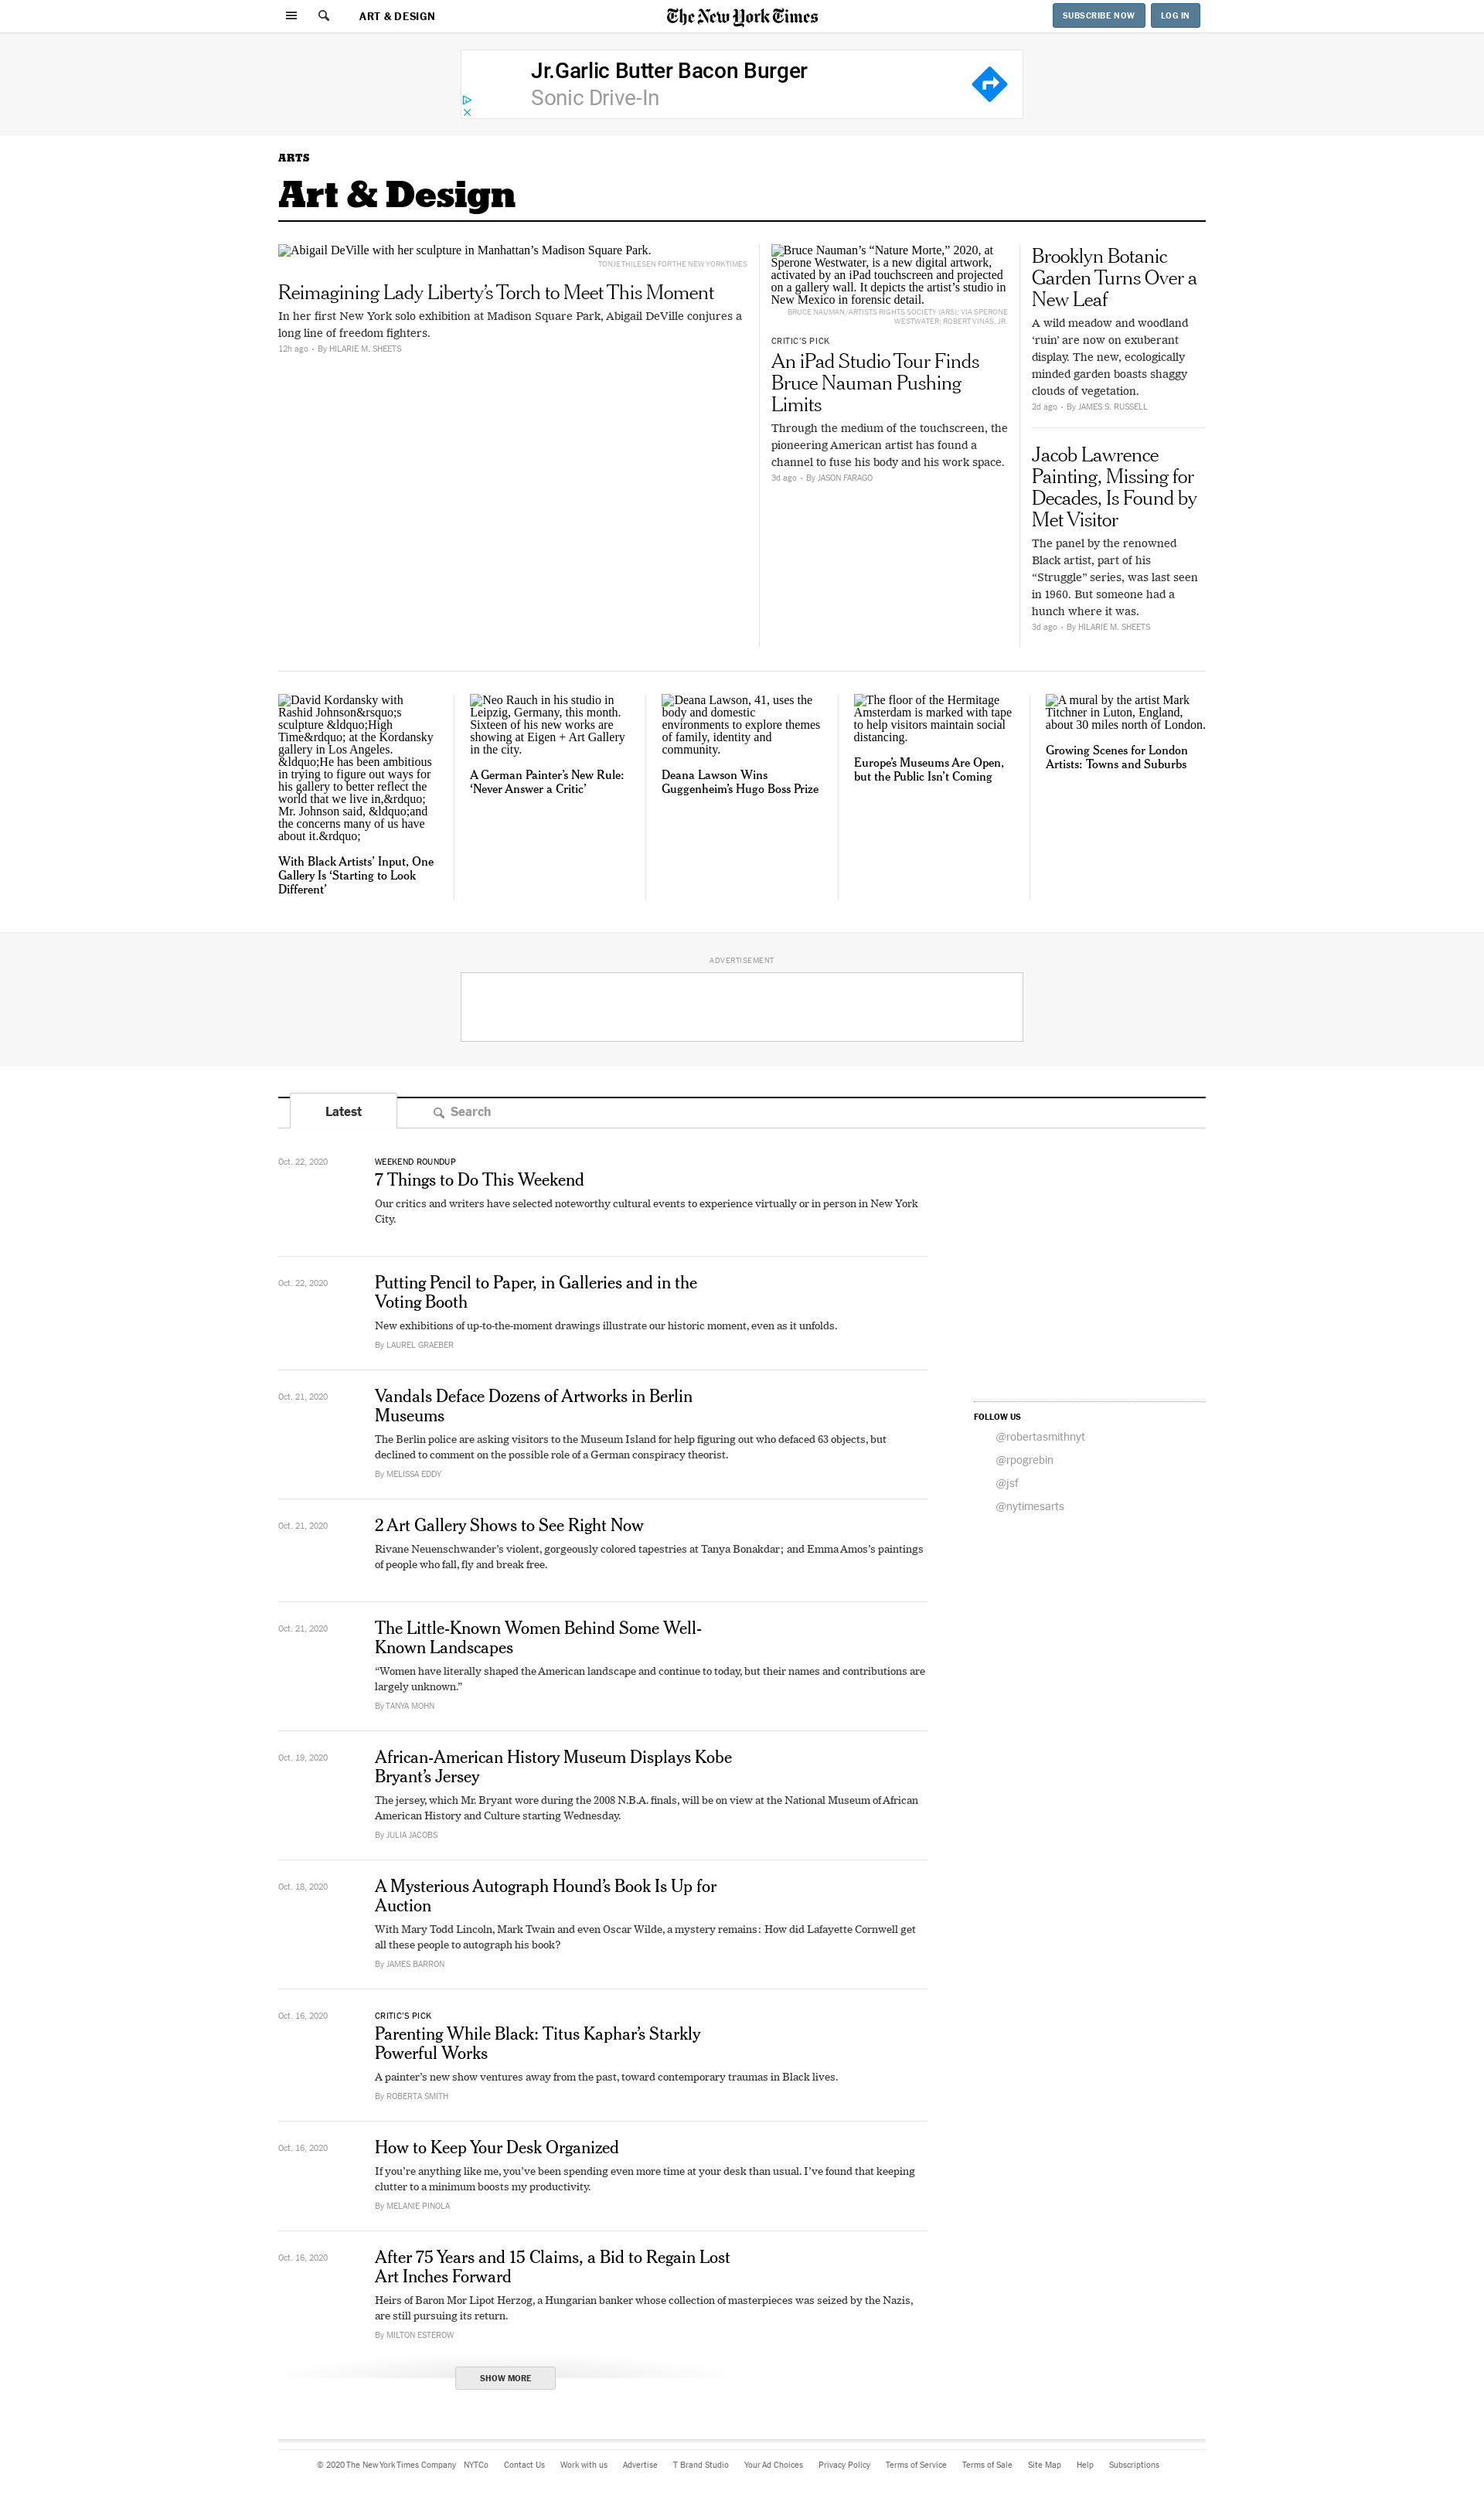 ART & DESIGN
The New York Times
SUBSCRIBE NOW
LOG IN
Jr.Garlic Butter Bacon Burger
Sonic Drive-In
ARTS
Art & Design
Abigail DeVille with her sculpture in Manhattan’s Madison Square Park.
TONJE THILESEN FOR THE NEW YORK TIMES
Reimagining Lady Liberty’s Torch to Meet This Moment
In her first New York solo exhibition at Madison Square Park, Abigail DeVille conjures a
long line of freedom fighters.
12h ago • By HILARIE M. SHEETS
Bruce Nauman’s “Nature Morte,” 2020, at
Sperone Westwater, is a new digital artwork,
activated by an iPad touchscreen and projected
on a gallery wall. It depicts the artist’s studio in
New Mexico in forensic detail.
BRUCE NAUMAN/ARTISTS RIGHTS SOCIETY (ARS); VIA SPERONE
WESTWATER; ROBERT VINAS, JR.
CRITIC’S PICK
An iPad Studio Tour Finds
Bruce Nauman Pushing
Limits
Through the medium of the touchscreen, the
pioneering American artist has found a
channel to fuse his body and his work space.
3d ago • By JASON FARAGO
Brooklyn Botanic
Garden Turns Over a
New Leaf
A wild meadow and woodland
‘ruin’ are now on exuberant
display. The new, ecologically
minded garden boasts shaggy
clouds of vegetation.
2d ago • By JAMES S. RUSSELL
Jacob Lawrence
Painting, Missing for
Decades, Is Found by
Met Visitor
The panel by the renowned
Black artist, part of his
“Struggle” series, was last seen
in 1960. But someone had a
hunch where it was.
3d ago • By HILARIE M. SHEETS
David Kordansky with
Rashid Johnson&rsquo;s
sculpture &ldquo;High
Time&rdquo; at the Kordansky
gallery in Los Angeles.
&ldquo;He has been ambitious
in trying to figure out ways for
his gallery to better reflect the
world that we live in,&rdquo;
Mr. Johnson said, &ldquo;and
the concerns many of us have
about it.&rdquo;
With Black Artists’ Input, One
Gallery Is ‘Starting to Look
Different’
Neo Rauch in his studio in
Leipzig, Germany, this month.
Sixteen of his new works are
showing at Eigen + Art Gallery
in the city.
A German Painter’s New Rule:
‘Never Answer a Critic’
Deana Lawson, 41, uses the
body and domestic
environments to explore themes
of family, identity and
community.
Deana Lawson Wins
Guggenheim’s Hugo Boss Prize
The floor of the Hermitage
Amsterdam is marked with tape
to help visitors maintain social
distancing.
Europe’s Museums Are Open,
but the Public Isn’t Coming
A mural by the artist Mark
Titchner in Luton, England,
about 30 miles north of London.
Growing Scenes for London
Artists: Towns and Suburbs
ADVERTISEMENT
Latest
Search
Oct. 22, 2020
WEEKEND ROUNDUP
7 Things to Do This Weekend
Our critics and writers have selected noteworthy cultural events to experience virtually or in person in New York
City.
Oct. 22, 2020
Putting Pencil to Paper, in Galleries and in the
Voting Booth
New exhibitions of up-to-the-moment drawings illustrate our historic moment, even as it unfolds.
By LAUREL GRAEBER
Oct. 21, 2020
Vandals Deface Dozens of Artworks in Berlin
Museums
The Berlin police are asking visitors to the Museum Island for help figuring out who defaced 63 objects, but
declined to comment on the possible role of a German conspiracy theorist.
By MELISSA EDDY
Oct. 21, 2020
2 Art Gallery Shows to See Right Now
Rivane Neuenschwander’s violent, gorgeously colored tapestries at Tanya Bonakdar; and Emma Amos’s paintings
of people who fall, fly and break free.
Oct. 21, 2020
The Little-Known Women Behind Some Well-
Known Landscapes
“Women have literally shaped the American landscape and continue to today, but their names and contributions are
largely unknown.”
By TANYA MOHN
Oct. 19, 2020
African-American History Museum Displays Kobe
Bryant’s Jersey
The jersey, which Mr. Bryant wore during the 2008 N.B.A. finals, will be on view at the National Museum of African
American History and Culture starting Wednesday.
By JULIA JACOBS
Oct. 18, 2020
A Mysterious Autograph Hound’s Book Is Up for
Auction
With Mary Todd Lincoln, Mark Twain and even Oscar Wilde, a mystery remains: How did Lafayette Cornwell get
all these people to autograph his book?
By JAMES BARRON
Oct. 16, 2020
CRITIC’S PICK
Parenting While Black: Titus Kaphar’s Starkly
Powerful Works
A painter’s new show ventures away from the past, toward contemporary traumas in Black lives.
By ROBERTA SMITH
Oct. 16, 2020
How to Keep Your Desk Organized
If you’re anything like me, you’ve been spending even more time at your desk than usual. I’ve found that keeping
clutter to a minimum boosts my productivity.
By MELANIE PINOLA
Oct. 16, 2020
After 75 Years and 15 Claims, a Bid to Regain Lost
Art Inches Forward
Heirs of Baron Mor Lipot Herzog, a Hungarian banker whose collection of masterpieces was seized by the Nazis,
are still pursuing its return.
By MILTON ESTEROW
SHOW MORE
FOLLOW US
@robertasmithnyt
@rpogrebin
@jsf
@nytimesarts
© 2020 The New York Times Company NYTCo Contact Us Work with us Advertise T Brand Studio Your Ad Choices Privacy Policy Terms of Service Terms of Sale Site Map Help Subscriptions